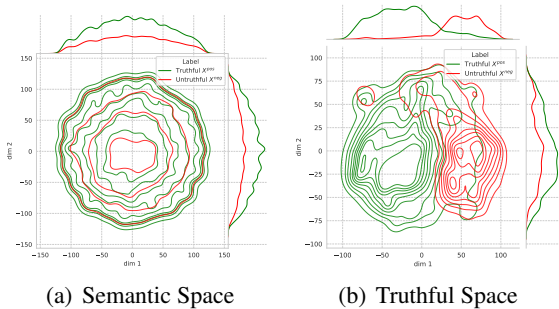 Label
Truthful X^pos
Untruthful X^neg
150
100
50
0
−50
−100
−150
dim 2
−150 −100 −50 0 50 100 150
dim 1
(a) Semantic Space
Label
Truthful X^pos
Untruthful X^neg
100
75
50
25
0
−25
−50
−75
−100
dim 2
−100 −50 0 50 100
dim 1
(b) Truthful Space